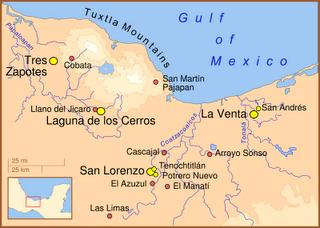 Gulf
of
Mexico
Tuxtla Mountains
Papaloapan
Tres
Zapotes
Cobata
San Martín
Pajapan
Llano del Jicaro
Laguna de los Cerros
San Andrés
La Venta
Tonalá
Coatzacoalcos
Cascajal
Arroyo Sonso
Tenochtitlán
San Lorenzo
Potrero Nuevo
El Azuzul
El Manatí
Las Limas
25 mi
25 km